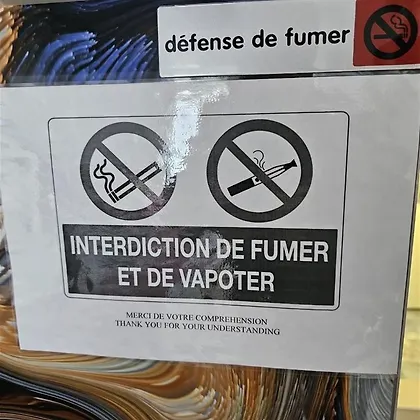 défense de fumer
INTERDICTION DE FUMER
ET DE VAPOTER
MERCI DE VOTRE COMPREHENSION
THANK YOU FOR YOUR UNDERSTANDING